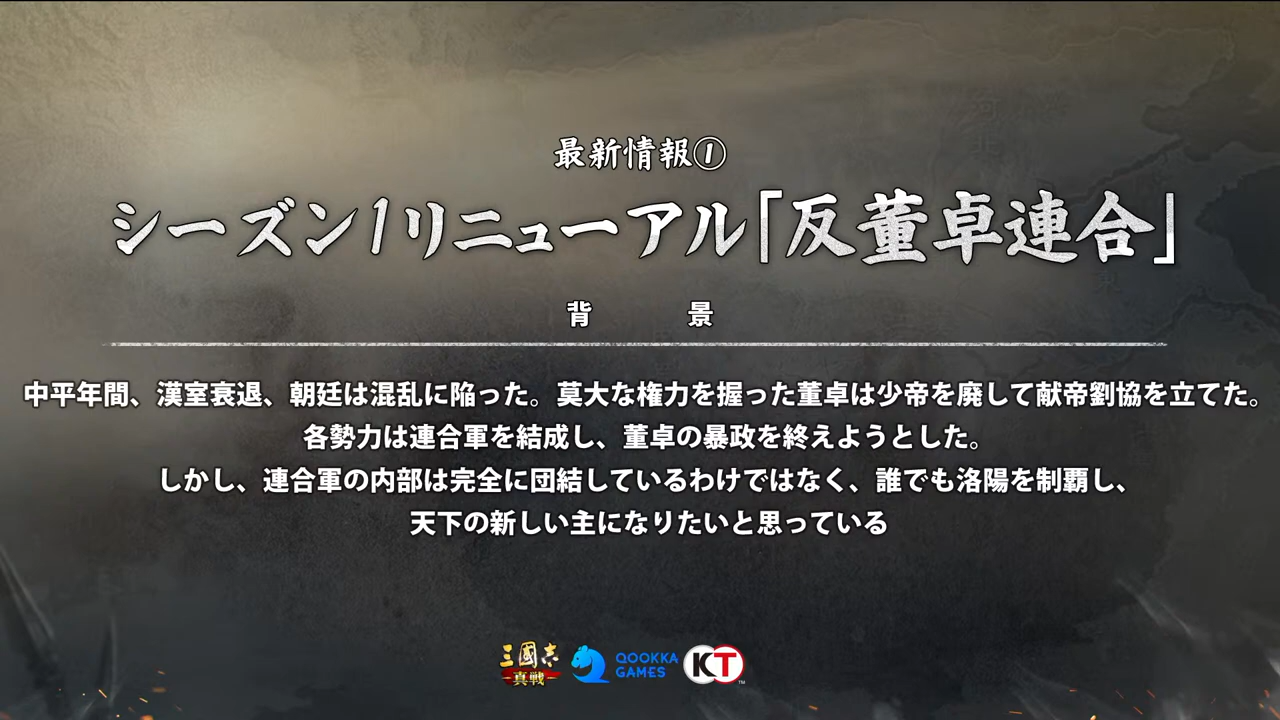 最新情報①
シーズン1リニューアル「反董卓連合」
背景
中平年間、漢室衰退、朝廷は混乱に陥った。莫大な権力を握った董卓は少帝を廃して献帝劉協を立てた。
各勢力は連合軍を結成し、董卓の暴政を終えようとした。
しかし、連合軍の内部は完全に団結しているわけではなく、誰でも洛陽を制覇し、
天下の新しい主になりたいと思っている
三國志
真戦
QOOKKA
GAMES
KT
TM